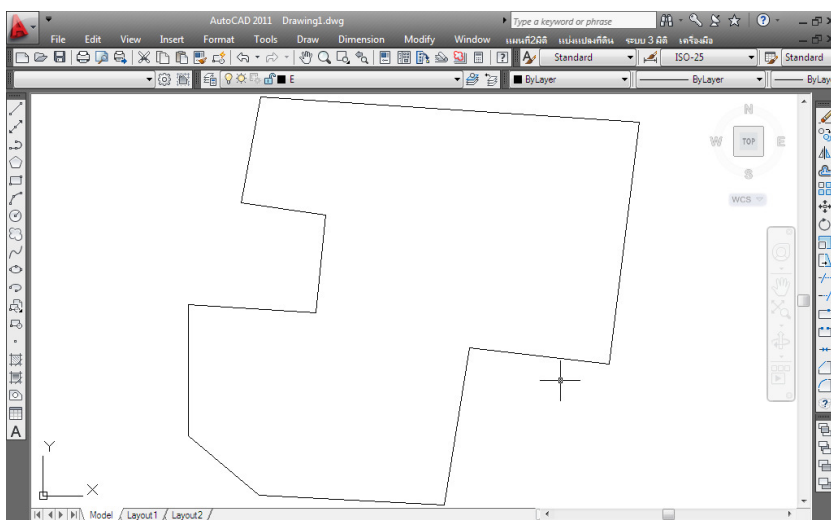 AutoCAD 2011 Drawing1.dwg Type a keyword or phrase
File Edit View Insert Format Tools Draw Dimension Modify Window แผนที่2มิติ แบ่งแปลงที่ดิน ระบบ 3 มิติ เครื่องมือ
Standard ISO-25 Standard
E ByLayer ByLayer ByLay
N
W TOP E
S
WCS
Y
X
A
Model Layout1 Layout2